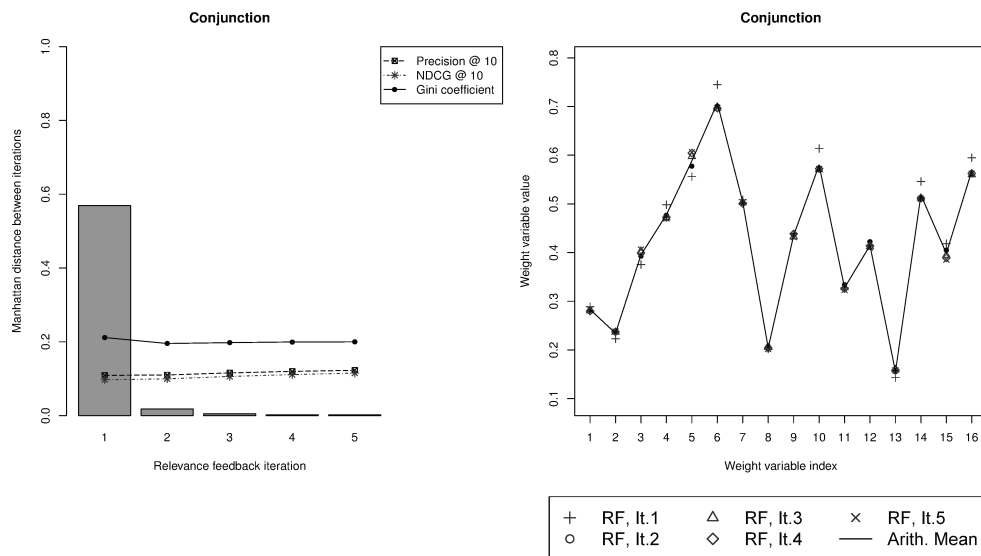 Conjunction
Manhattan distance between iterations
1.0
0.8
0.6
0.4
0.2
0.0
Precision @ 10
NDCG @ 10
Gini coefficient
1 2 3 4 5
Relevance feedback iteration
Conjunction
Weight variable value
0.8
0.7
0.6
0.5
0.4
0.3
0.2
0.1
1 2 3 4 5 6 7 8 9 10 11 12 13 14 15 16
Weight variable index
RF, It.1 RF, It.3 RF, It.5
RF, It.2 RF, It.4 Arith. Mean